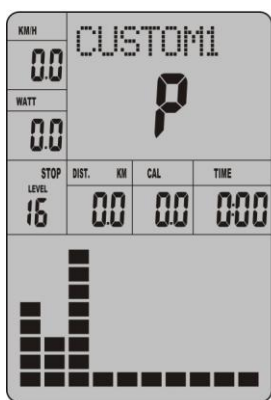 KM/H
0.0
CUSTOM1
P
WATT
0.0
STOP
LEVEL
16
DIST. KM
0.0
CAL
0.0
TIME
0:00